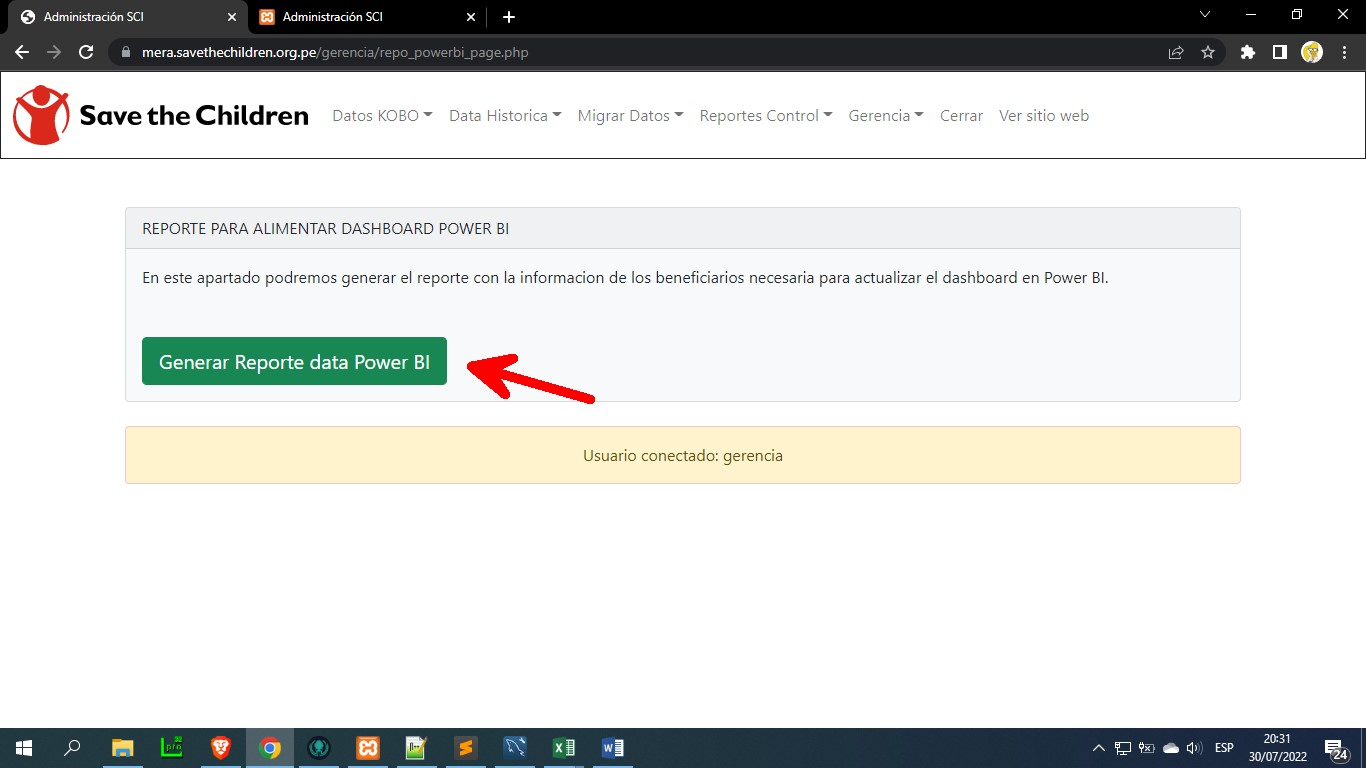 Administración SCI
Administración SCI
mera.savethechildren.org.pe/gerencia/repo_powerbi_page.php
Save the Children
Datos KOBO Data Historica Migrar Datos Reportes Control Gerencia Cerrar Ver sitio web
REPORTE PARA ALIMENTAR DASHBOARD POWER BI
En este apartado podremos generar el reporte con la informacion de los beneficiarios necesaria para actualizar el dashboard en Power BI.
Generar Reporte data Power BI
Usuario conectado: gerencia
ESP
20:31
30/07/2022
24